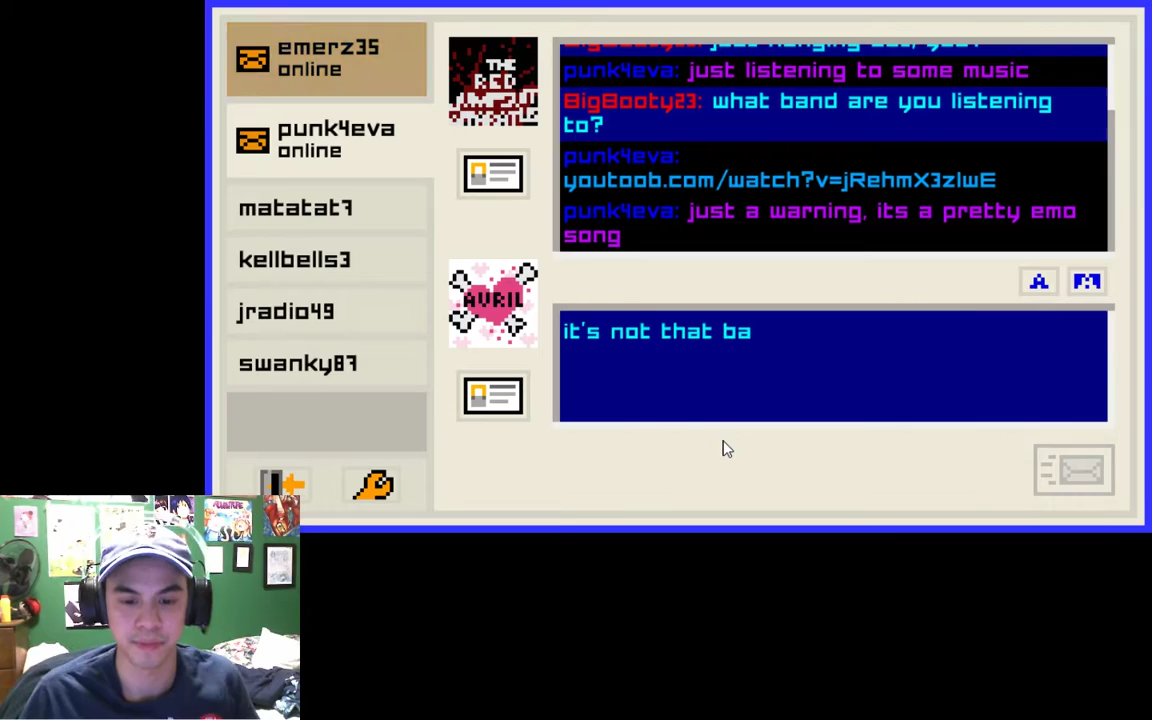 emerz35
online
punk4eva
online
matatat7
kellbells3
jradio49
swanky87
THE
RED
punk4eva: just listening to some music
BigBooty23: what band are you listening
to?
punk4eva:
youtoob.com/watch?v=jRehmX3zlwE
punk4eva: just a warning, its a pretty emo
song
A
AVRIL
it's not that ba